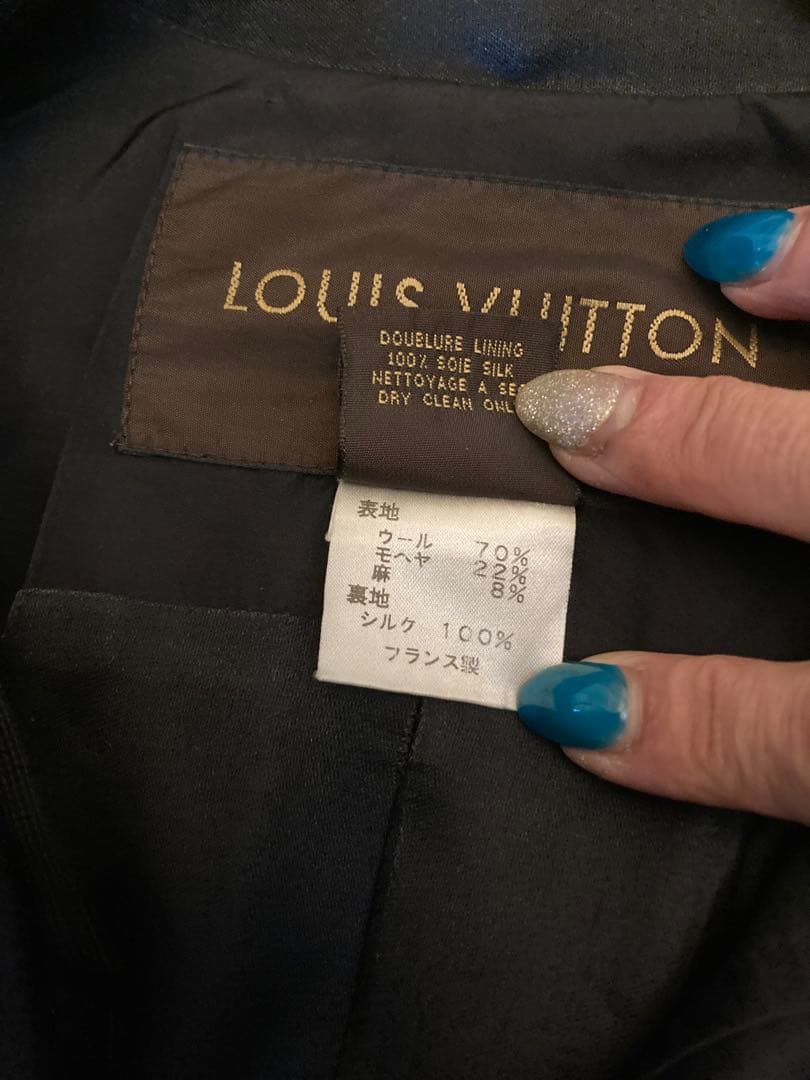 LOUIS VUITTON
DOUBLURE LINING
100% SOIE SILK
NETTOYAGE A SEC
DRY CLEAN ONL
表地
ウール 70%
モヘヤ 22%
麻 8%
裏地
シルク 100%
フランス製